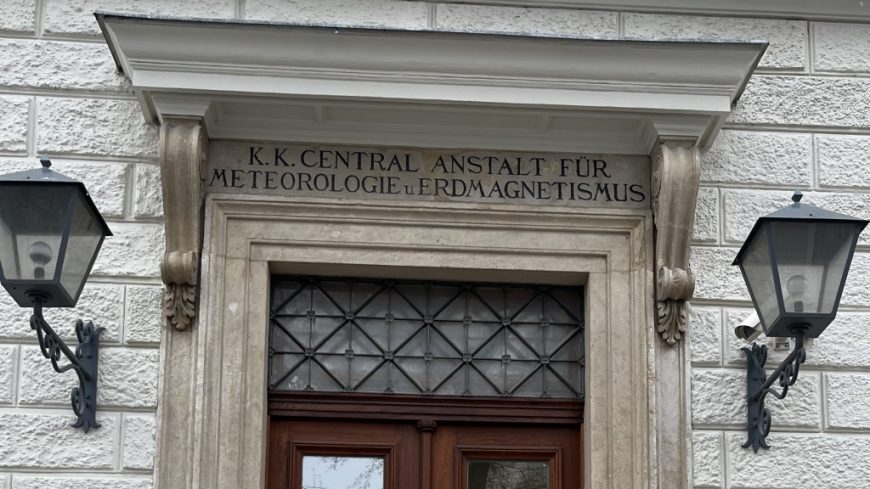 K. K. CENTRAL ANSTALT FÜR
METEOROLOGIE u. ERDMAGNETISMUS